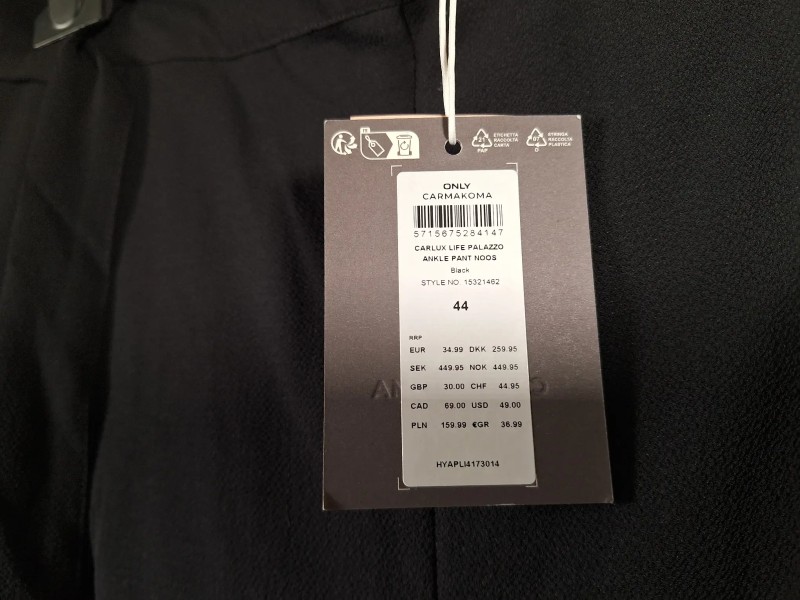 FR
21
PAP
ETICHETTA
RACCOLTA
CARTA
07
O
RACCOLTA
PLASTICA
ONLY
CARMAKOMA
5715675284147
CARLUX LIFE PALAZZO
ANKLE PANT NOOS
Black
STYLE NO 15321462
44
RRP
EUR 34.99 DKK 259.95
SEK 449.95 NOK 449.95
GBP 30.00 CHF 44.95
CAD 69.00 USD 49.00
PLN 159.99 €GR 36.99
HYAPLI4173014